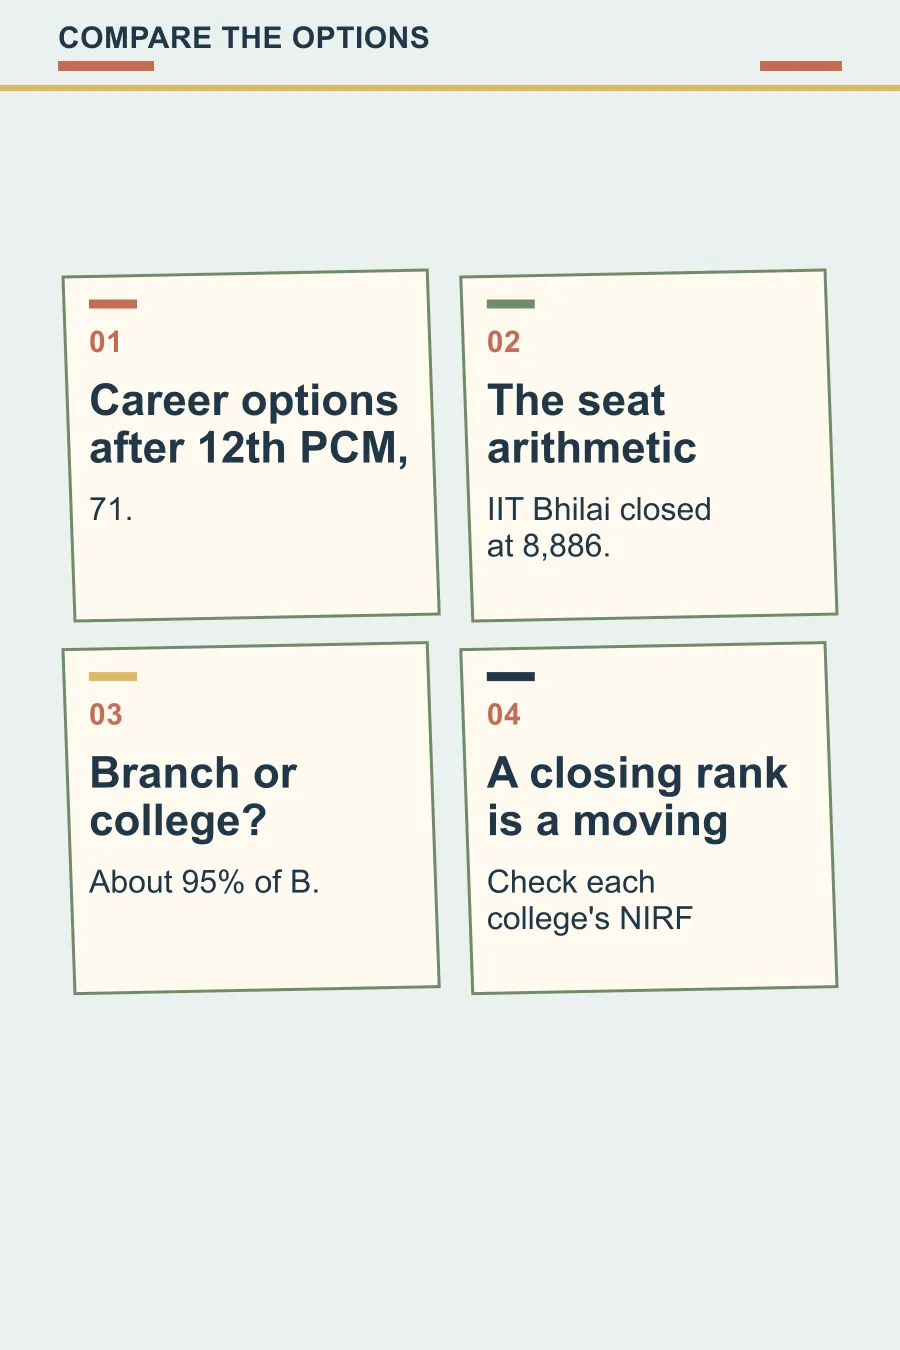 COMPARE THE OPTIONS
01
Career options
after 12th PCM,
71.
02
The seat
arithmetic
IIT Bhilai closed
at 8,886.
03
Branch or
college?
About 95% of B.
04
A closing rank
is a moving
Check each
college's NIRF